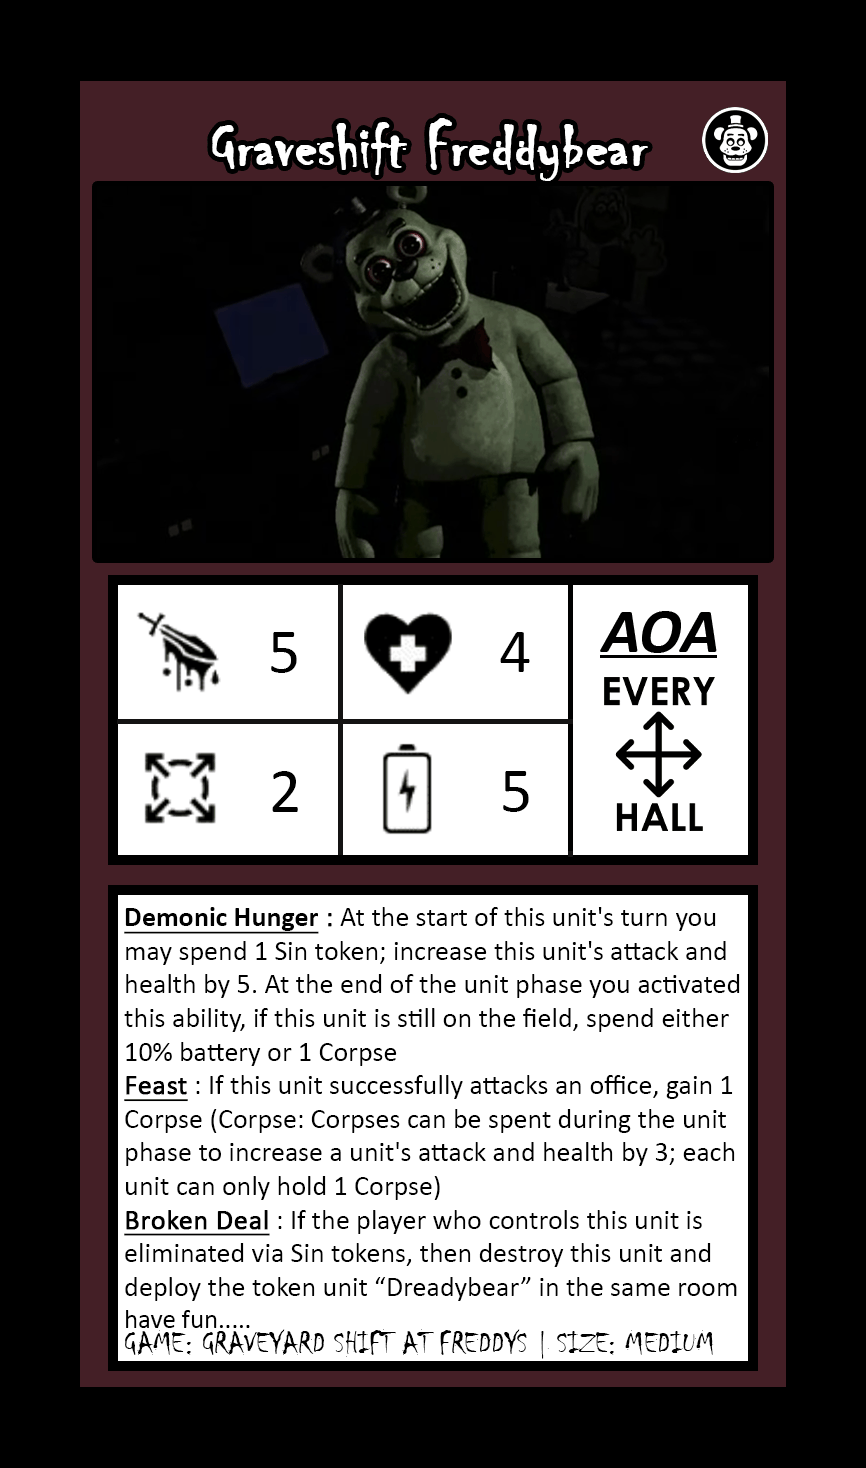 Graveshift Freddybear
5
4
2
5
AOA
EVERY
HALL
Demonic Hunger : At the start of this unit's turn you
may spend 1 Sin token; increase this unit's attack and
health by 5. At the end of the unit phase you activated
this ability, if this unit is still on the field, spend either
10% battery or 1 Corpse
Feast : If this unit successfully attacks an office, gain 1
Corpse (Corpse: Corpses can be spent during the unit
phase to increase a unit's attack and health by 3; each
unit can only hold 1 Corpse)
Broken Deal : If the player who controls this unit is
eliminated via Sin tokens, then destroy this unit and
deploy the token unit “Dreadybear” in the same room
have fun.....
GAME: GRAVEYARD SHIFT AT FREDDYS | SIZE: MEDIUM